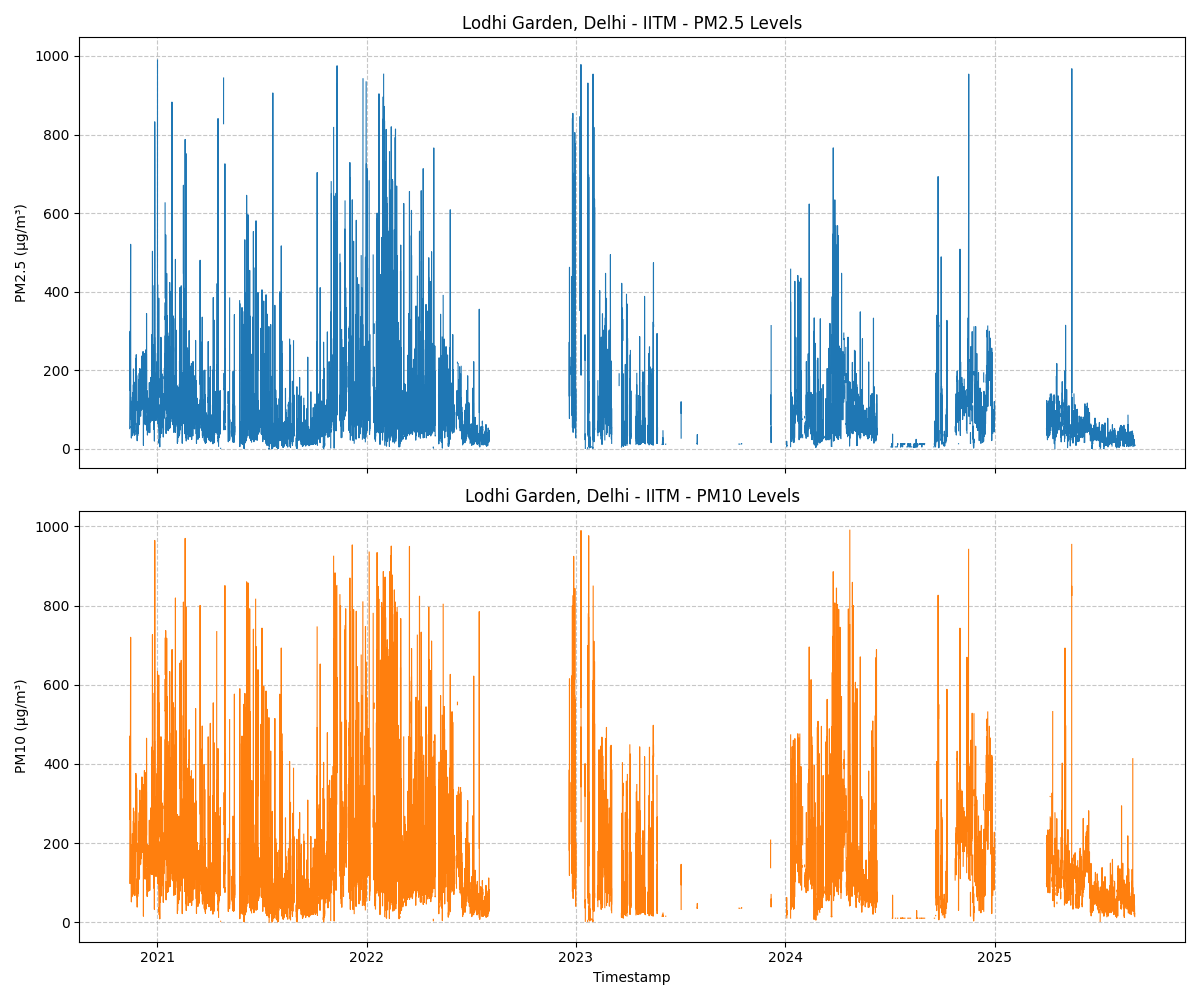 Lodhi Garden, Delhi - IITM - PM2.5 Levels
1000
800
600
400
200
0
PM2.5 (µg/m³)
Lodhi Garden, Delhi - IITM - PM10 Levels
1000
800
600
400
200
0
PM10 (µg/m³)
2021 2022 2023 2024 2025
Timestamp